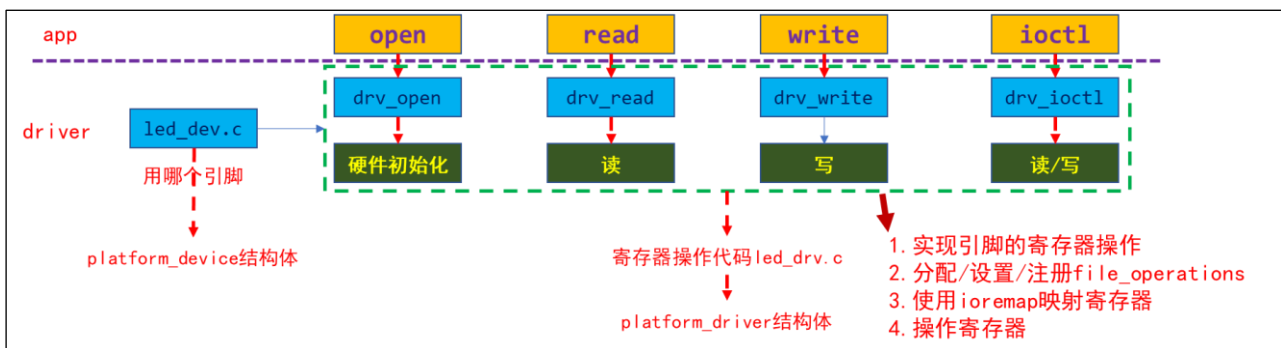 app
open
read
write
ioctl
drv_open
drv_read
drv_write
drv_ioctl
driver
led_dev.c
硬件初始化
读
写
读/写
用哪个引脚
platform_device结构体
寄存器操作代码led_drv.c
platform_driver结构体
1. 实现引脚的寄存器操作
2. 分配/设置/注册file_operations
3. 使用ioremap映射寄存器
4. 操作寄存器